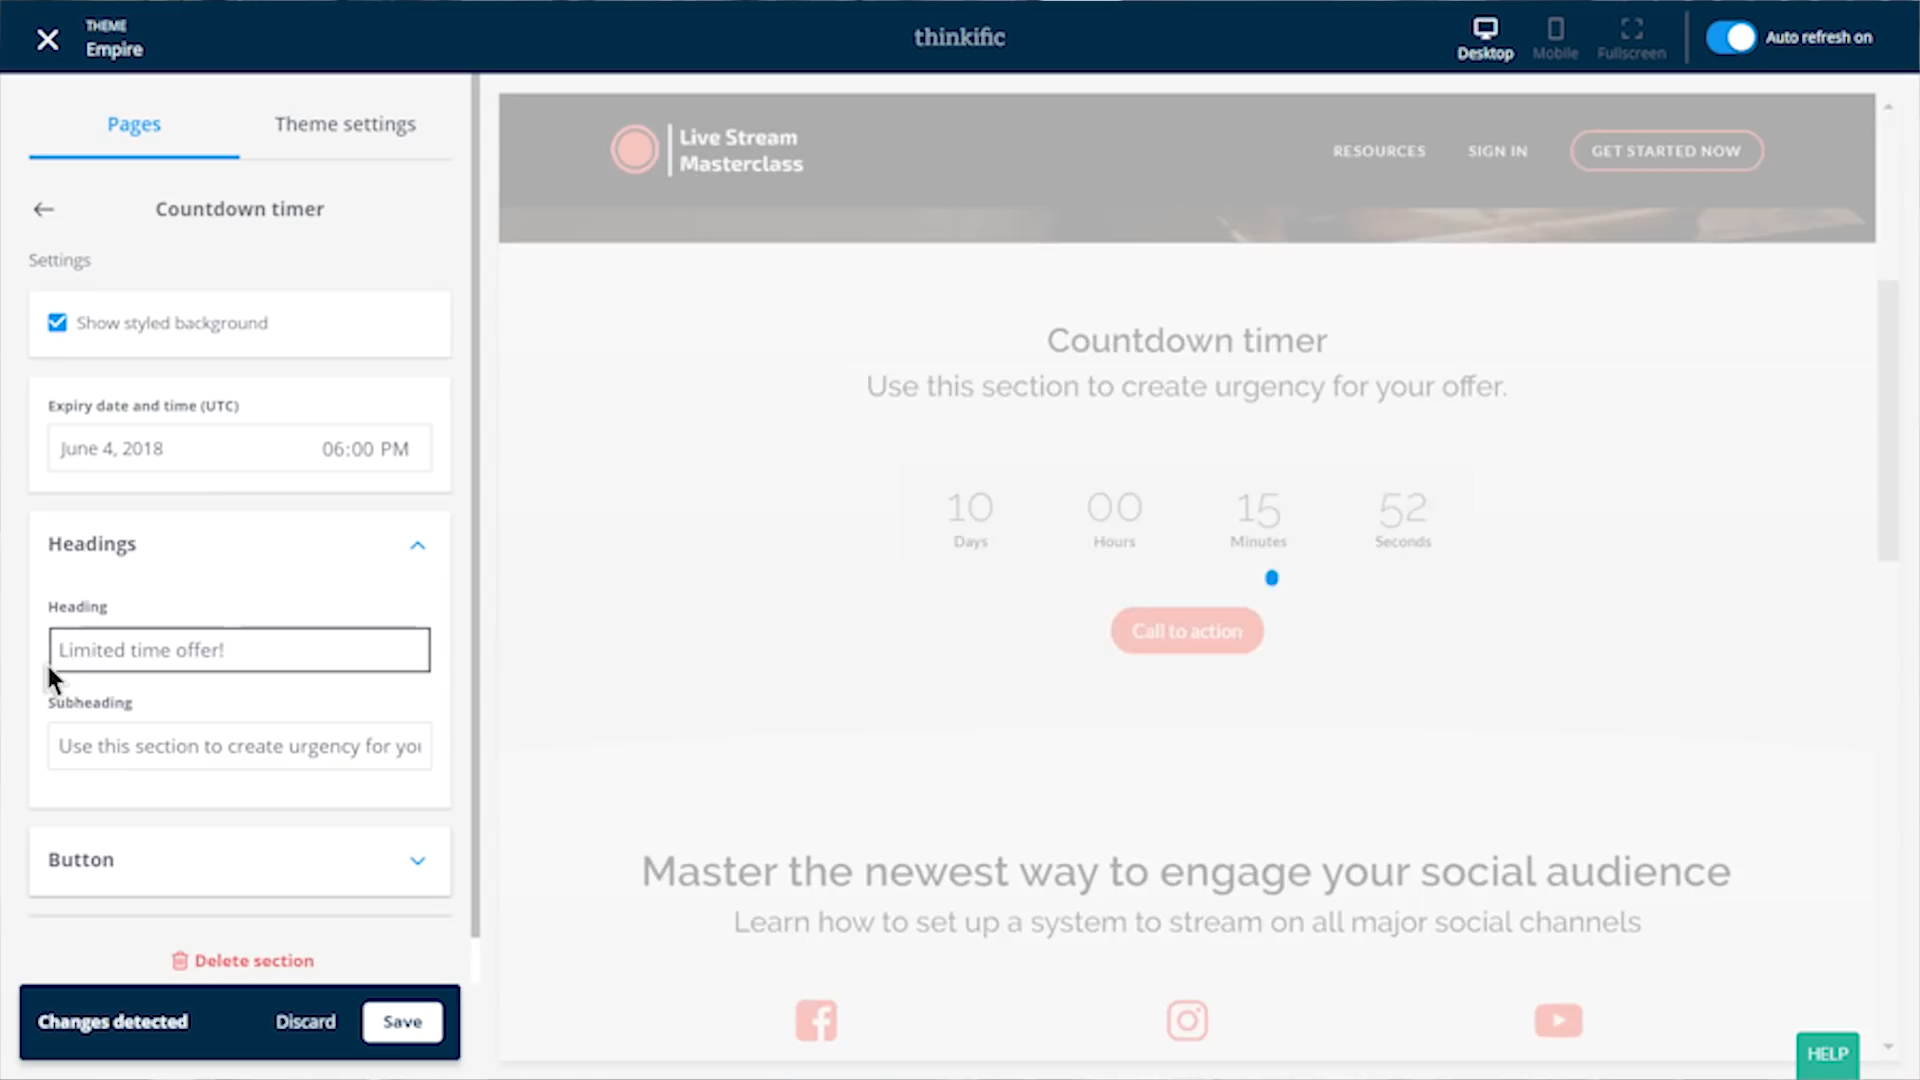 THEME
Empire
thinkific
Desktop
Mobile
Fullscreen
Auto refresh on
Pages
Theme settings
Countdown timer
Settings
Show styled background
Expiry date and time (UTC)
June 4, 2018 06:00 PM
Headings
Heading
Limited time offer!
Subheading
Use this section to create urgency for you
Button
Delete section
Changes detected
Discard
Save
Live Stream
Masterclass
RESOURCES
SIGN IN
GET STARTED NOW
Countdown timer
Use this section to create urgency for your offer.
10 00 15 52
Days Hours Minutes Seconds
Call to action
Master the newest way to engage your social audience
Learn how to set up a system to stream on all major social channels
HELP